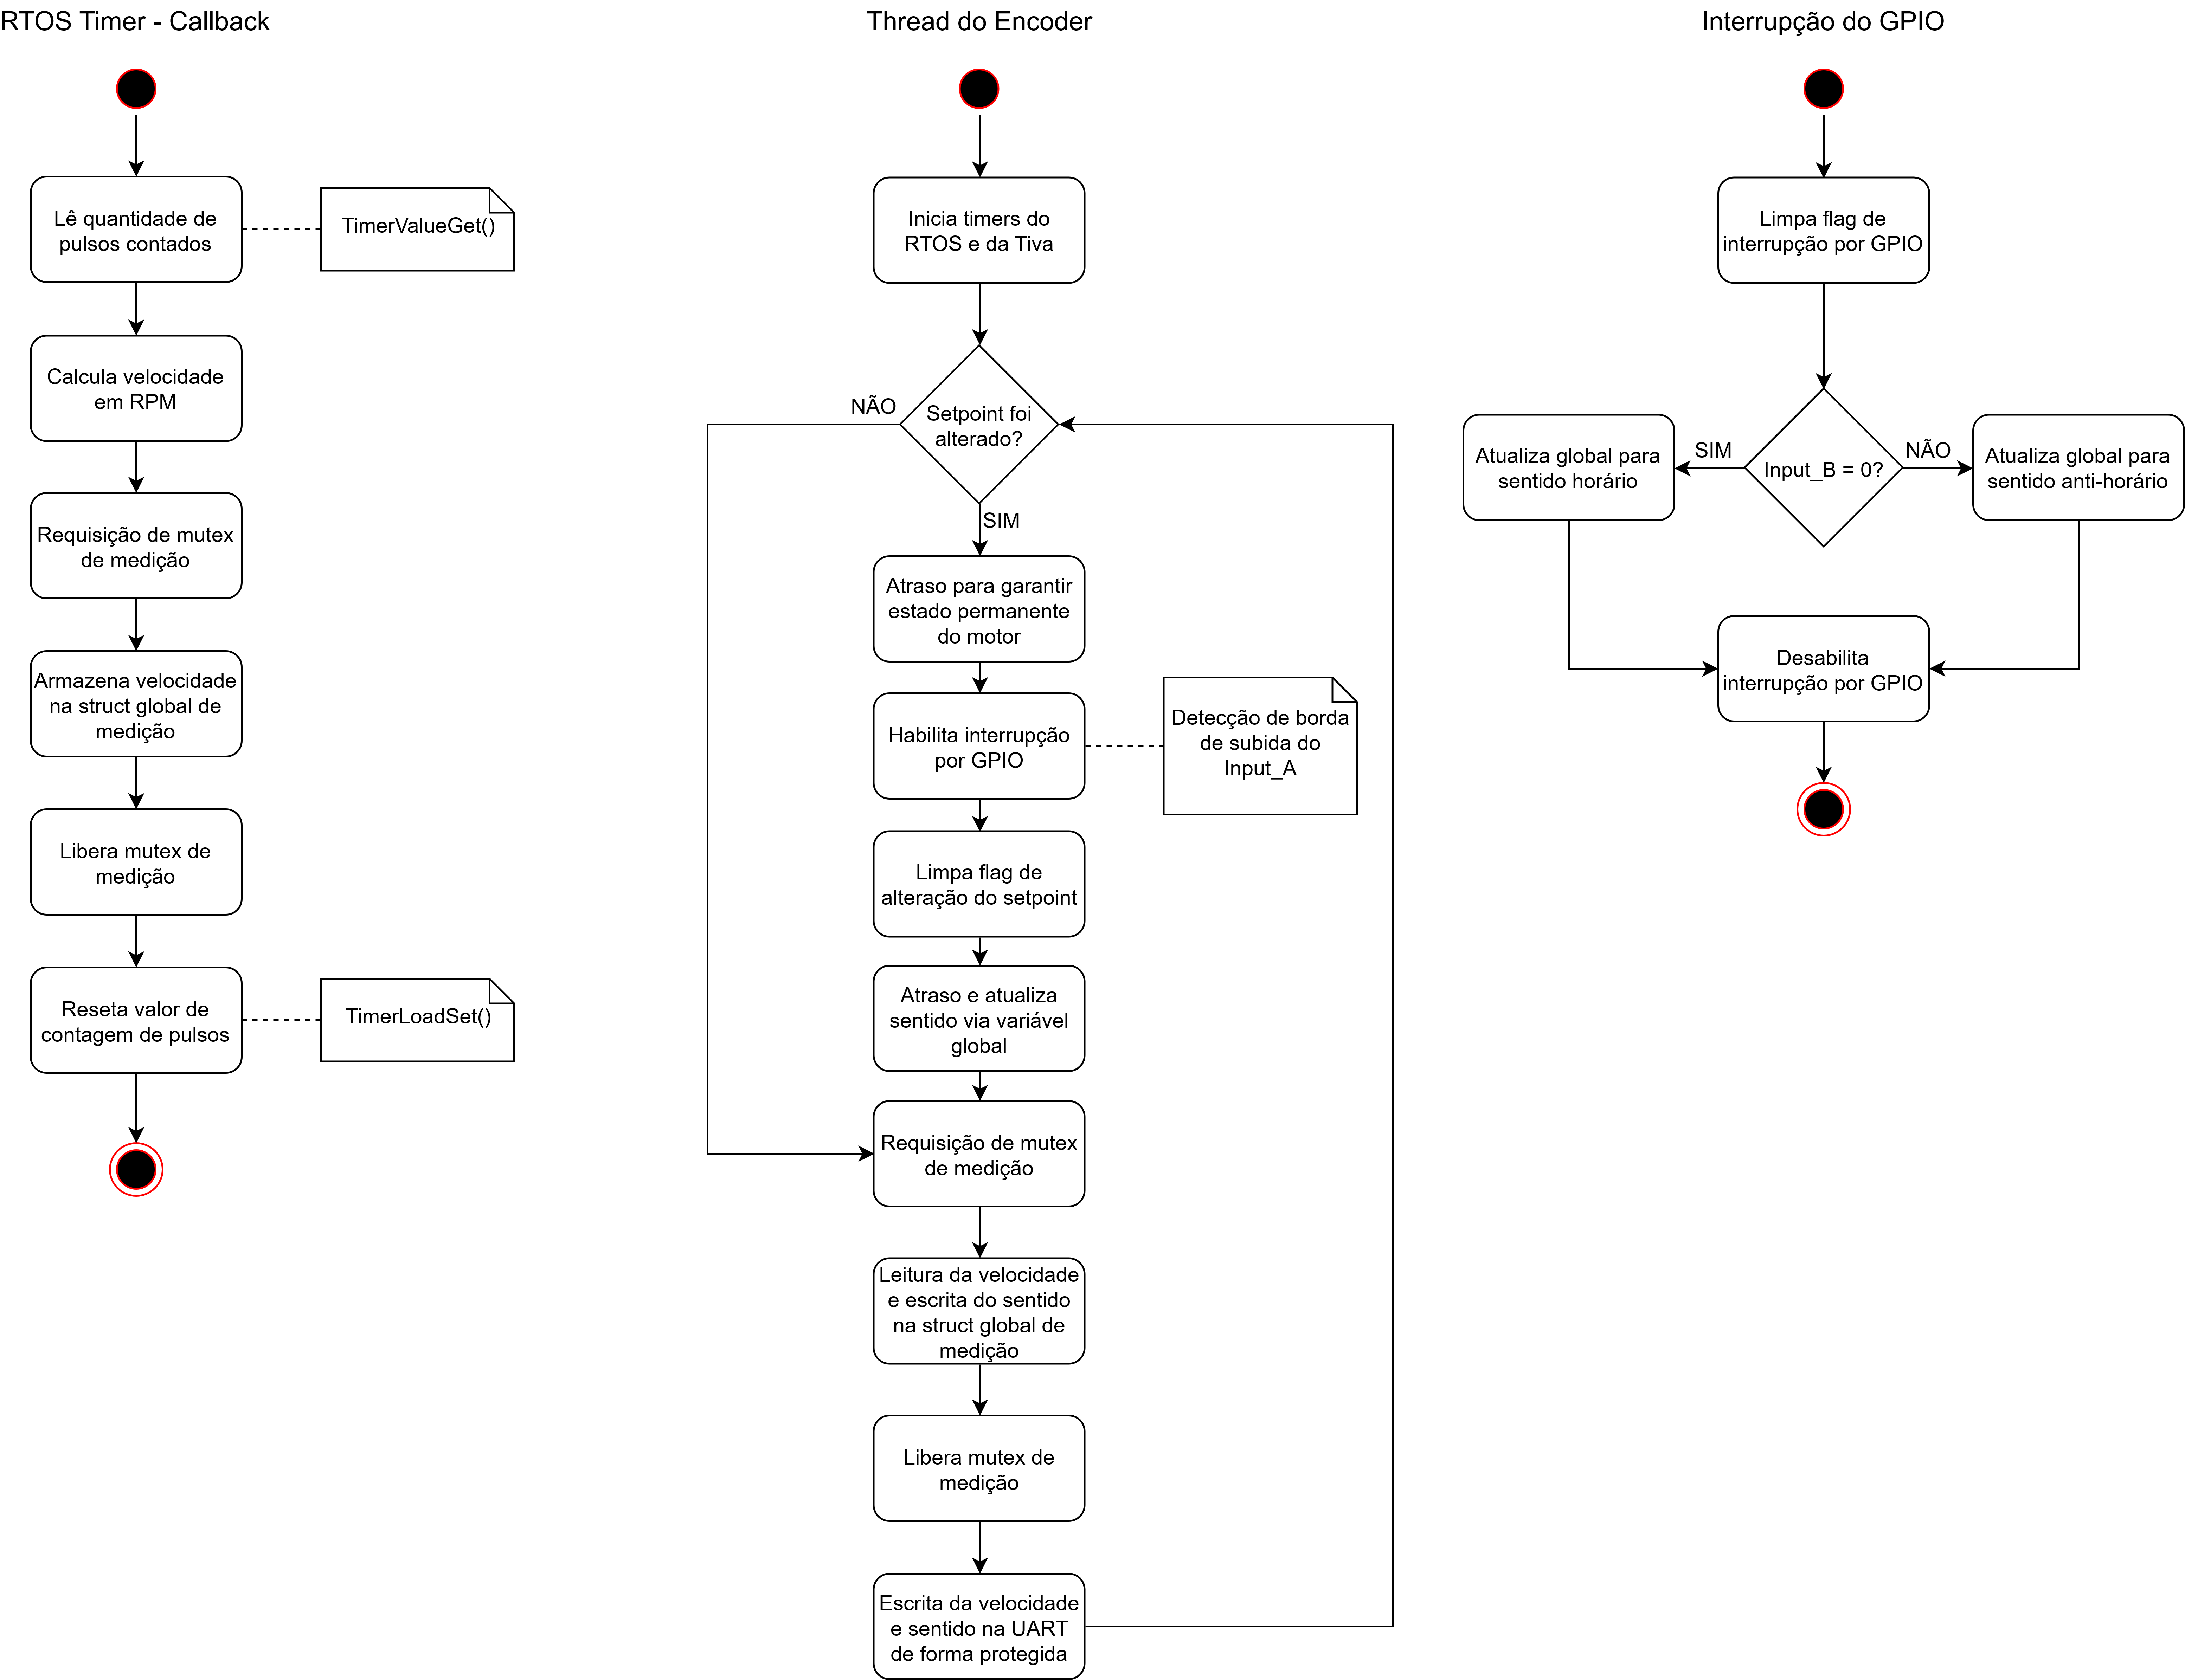 RTOS Timer - Callback
Lê quantidade de
pulsos contados
TimerValueGet()
Calcula velocidade
em RPM
Requisição de mutex
de medição
Armazena velocidade
na struct global de
medição
Libera mutex de
medição
Reseta valor de
contagem de pulsos
TimerLoadSet()
Thread do Encoder
Inicia timers do
RTOS e da Tiva
Setpoint foi
alterado?
NÃO
SIM
Atraso para garantir
estado permanente
do motor
Habilita interrupção
por GPIO
Detecção de borda
de subida do
Input_A
Limpa flag de
alteração do setpoint
Atraso e atualiza
sentido via variável
global
Requisição de mutex
de medição
Leitura da velocidade
e escrita do sentido
na struct global de
medição
Libera mutex de
medição
Escrita da velocidade
e sentido na UART
de forma protegida
Interrupção do GPIO
Limpa flag de
interrupção por GPIO
Input_B = 0?
SIM
NÃO
Atualiza global para
sentido horário
Atualiza global para
sentido anti-horário
Desabilita
interrupção por GPIO